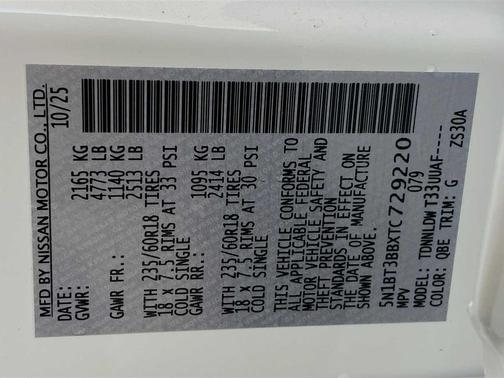 MFD BY NISSAN MOTOR CO., LTD.
DATE: 10/25
GVWR: 2165 KG
4773 LB
GAWR FR.: 1140 KG
2513 LB
WITH 235/60R18 TIRES
18 X 7.5 RIMS AT 33 PSI
COLD SINGLE
GAWR RR.: 1095 KG
2414 LB
WITH 235/60R18 TIRES
18 X 7.5 RIMS AT 30 PSI
COLD SINGLE
THIS VEHICLE CONFORMS TO
ALL APPLICABLE FEDERAL
MOTOR VEHICLE SAFETY AND
THEFT PREVENTION
STANDARDS IN EFFECT ON
THE DATE OF MANUFACTURE
SHOWN ABOVE.
5N1BT3BBXTC729220
MPV 079
MODEL: TDNNLDW T33UUAF----
COLOR: QBE TRIM: G ZS30A